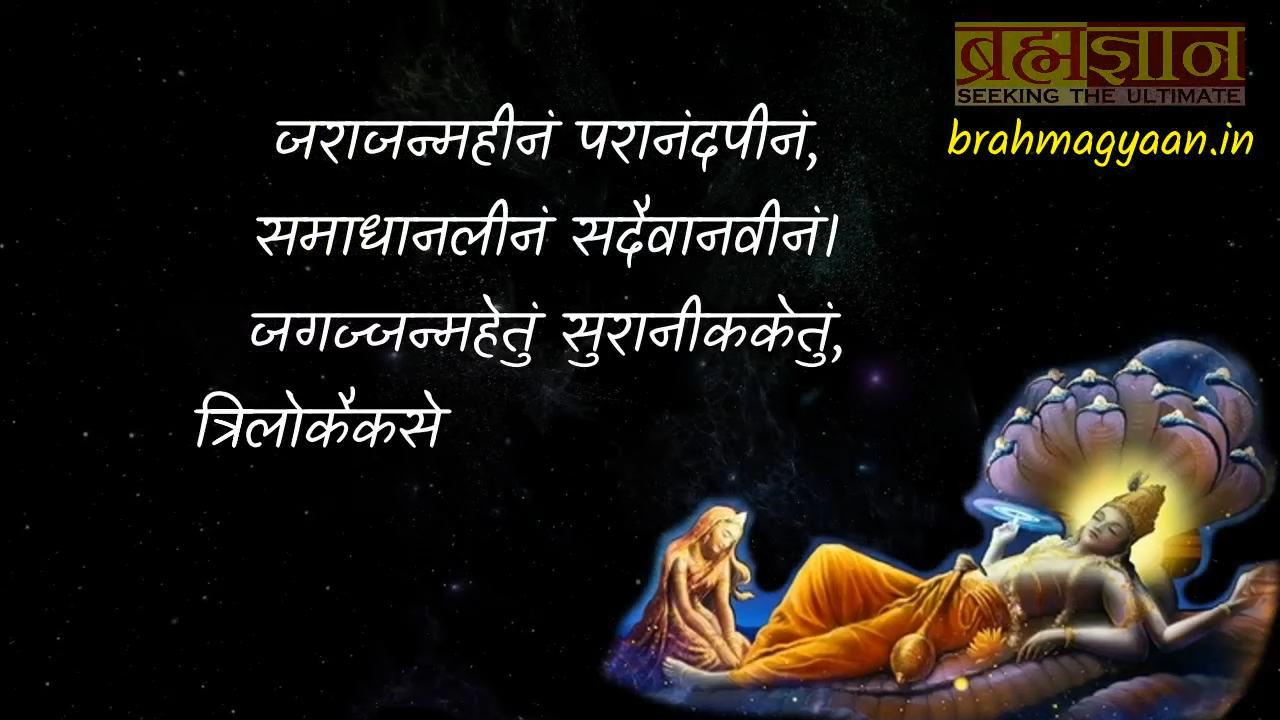 ब्रह्मज्ञान
SEEKING THE ULTIMATE
brahmagyaan.in
जराजन्महीनं परानंदपीनं,
समाधानलीनं सदैवानवीनं।
जगज्जन्महेतुं सुरानीककेतुं,
त्रिलोकैकसे